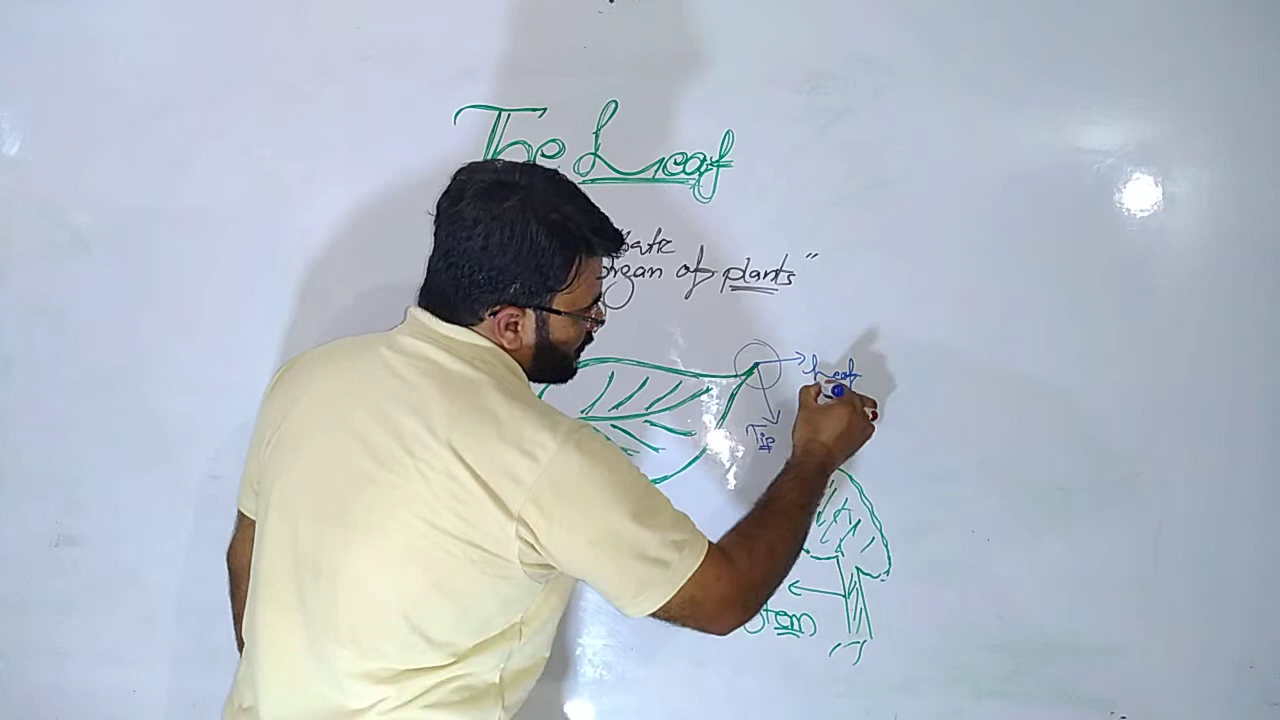 The Leaf
organ of plants"
Leaf
Tip
Stem